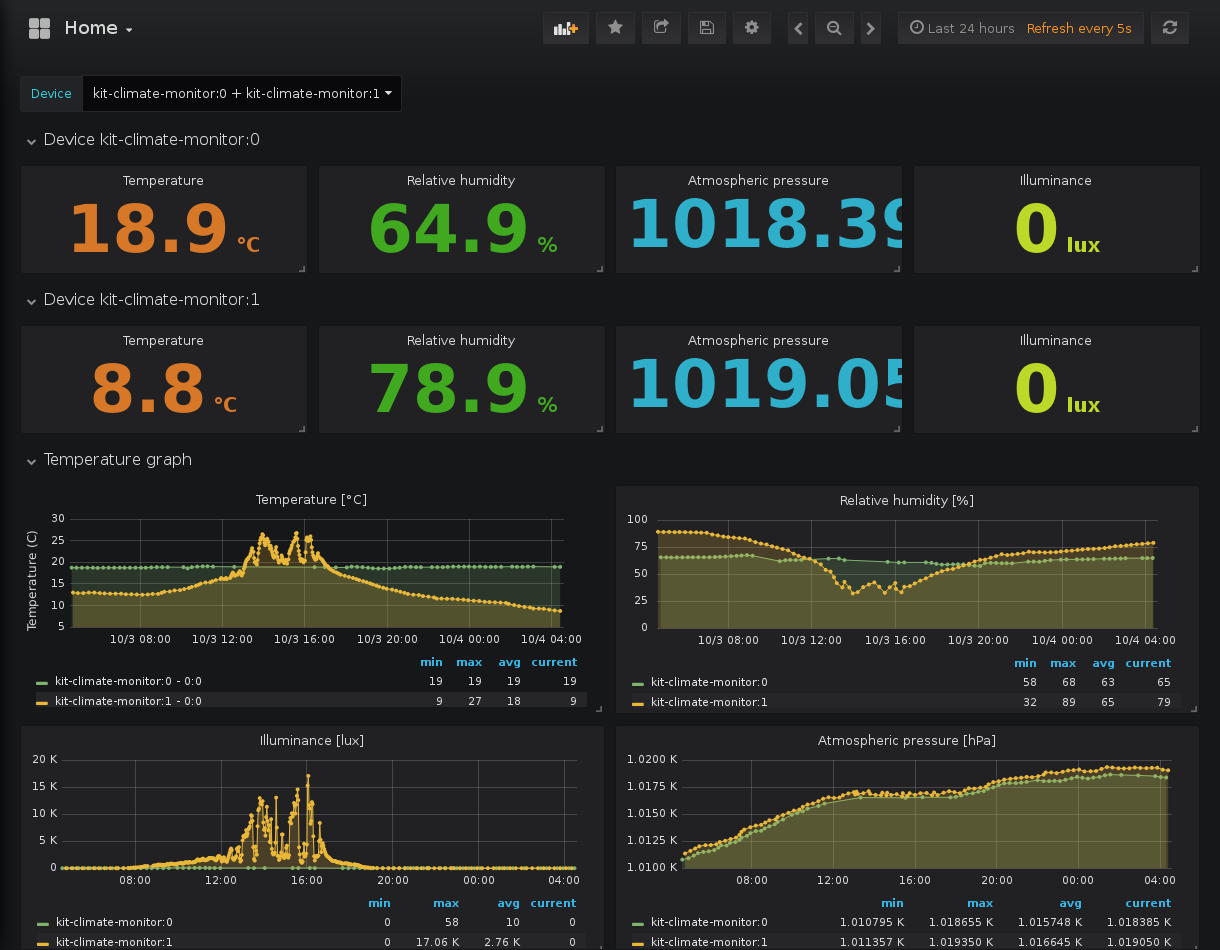 Home
Last 24 hours Refresh every 5s
Device kit-climate-monitor:0 + kit-climate-monitor:1
Device kit-climate-monitor:0
Temperature Relative humidity Atmospheric pressure Illuminance
18.9 °C 64.9 % 1018.39 0 lux
Device kit-climate-monitor:1
Temperature Relative humidity Atmospheric pressure Illuminance
8.8 °C 78.9 % 1019.05 0 lux
Temperature graph
Temperature [°C]
Temperature (C)
30
25
20
15
10
5
10/3 08:00 10/3 12:00 10/3 16:00 10/3 20:00 10/4 00:00 10/4 04:00
min max avg current
kit-climate-monitor:0 - 0:0 19 19 19 19
kit-climate-monitor:1 - 0:0 9 27 18 9
Relative humidity [%]
100
75
50
25
0
10/3 08:00 10/3 12:00 10/3 16:00 10/3 20:00 10/4 00:00 10/4 04:00
min max avg current
kit-climate-monitor:0 58 68 63 65
kit-climate-monitor:1 32 89 65 79
Illuminance [lux]
20 K
15 K
10 K
5 K
0
08:00 12:00 16:00 20:00 00:00 04:00
min max avg current
kit-climate-monitor:0 0 58 10 0
kit-climate-monitor:1 0 17.06 K 2.76 K 0
Atmospheric pressure [hPa]
1.0200 K
1.0175 K
1.0150 K
1.0125 K
1.0100 K
08:00 12:00 16:00 20:00 00:00 04:00
min max avg current
kit-climate-monitor:0 1.010795 K 1.018655 K 1.015748 K 1.018385 K
kit-climate-monitor:1 1.011357 K 1.019350 K 1.016645 K 1.019050 K